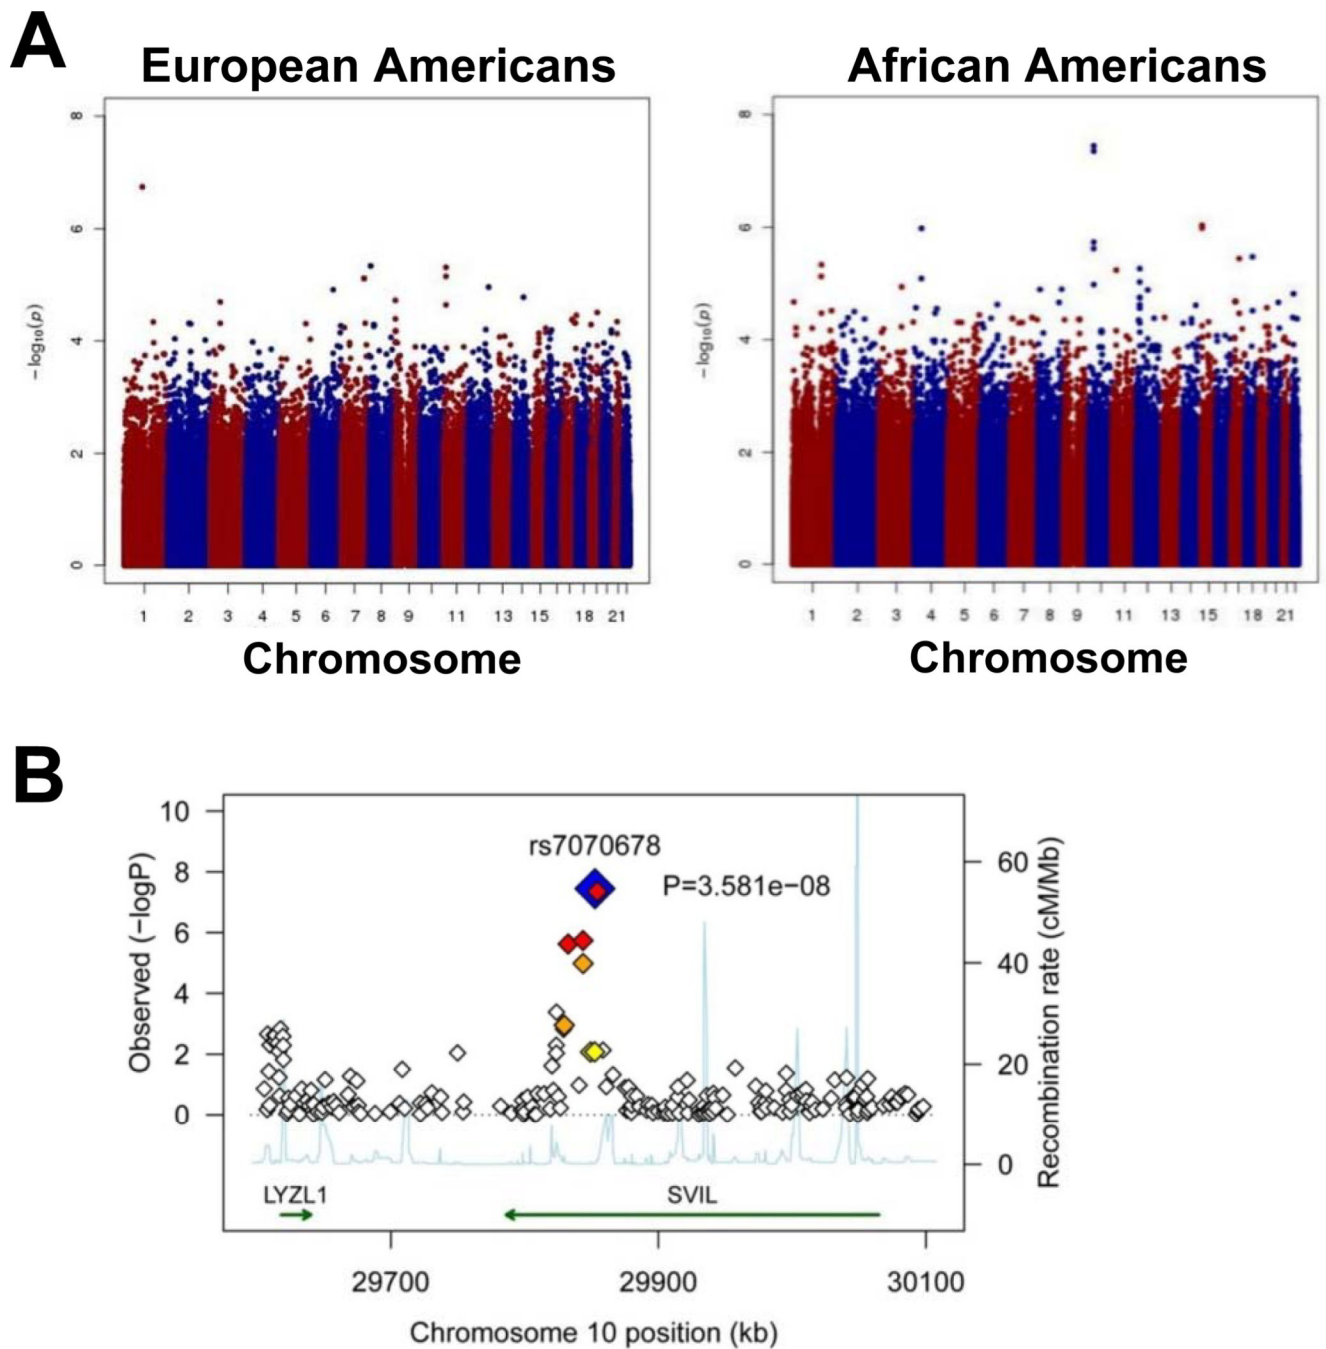 A
European Americans
African Americans
8
6
4
2
0
−log10(p)
1 2 3 4 5 6 7 8 9 11 13 15 18 21
Chromosome
8
6
4
2
0
−log10(p)
1 2 3 4 5 6 7 8 9 11 13 15 18 21
Chromosome
B
10
8
6
4
2
0
Observed (−logP)
rs7070678
P=3.581e−08
60
40
20
0
Recombination rate (cM/Mb)
LYZL1
SVIL
29700 29900 30100
Chromosome 10 position (kb)